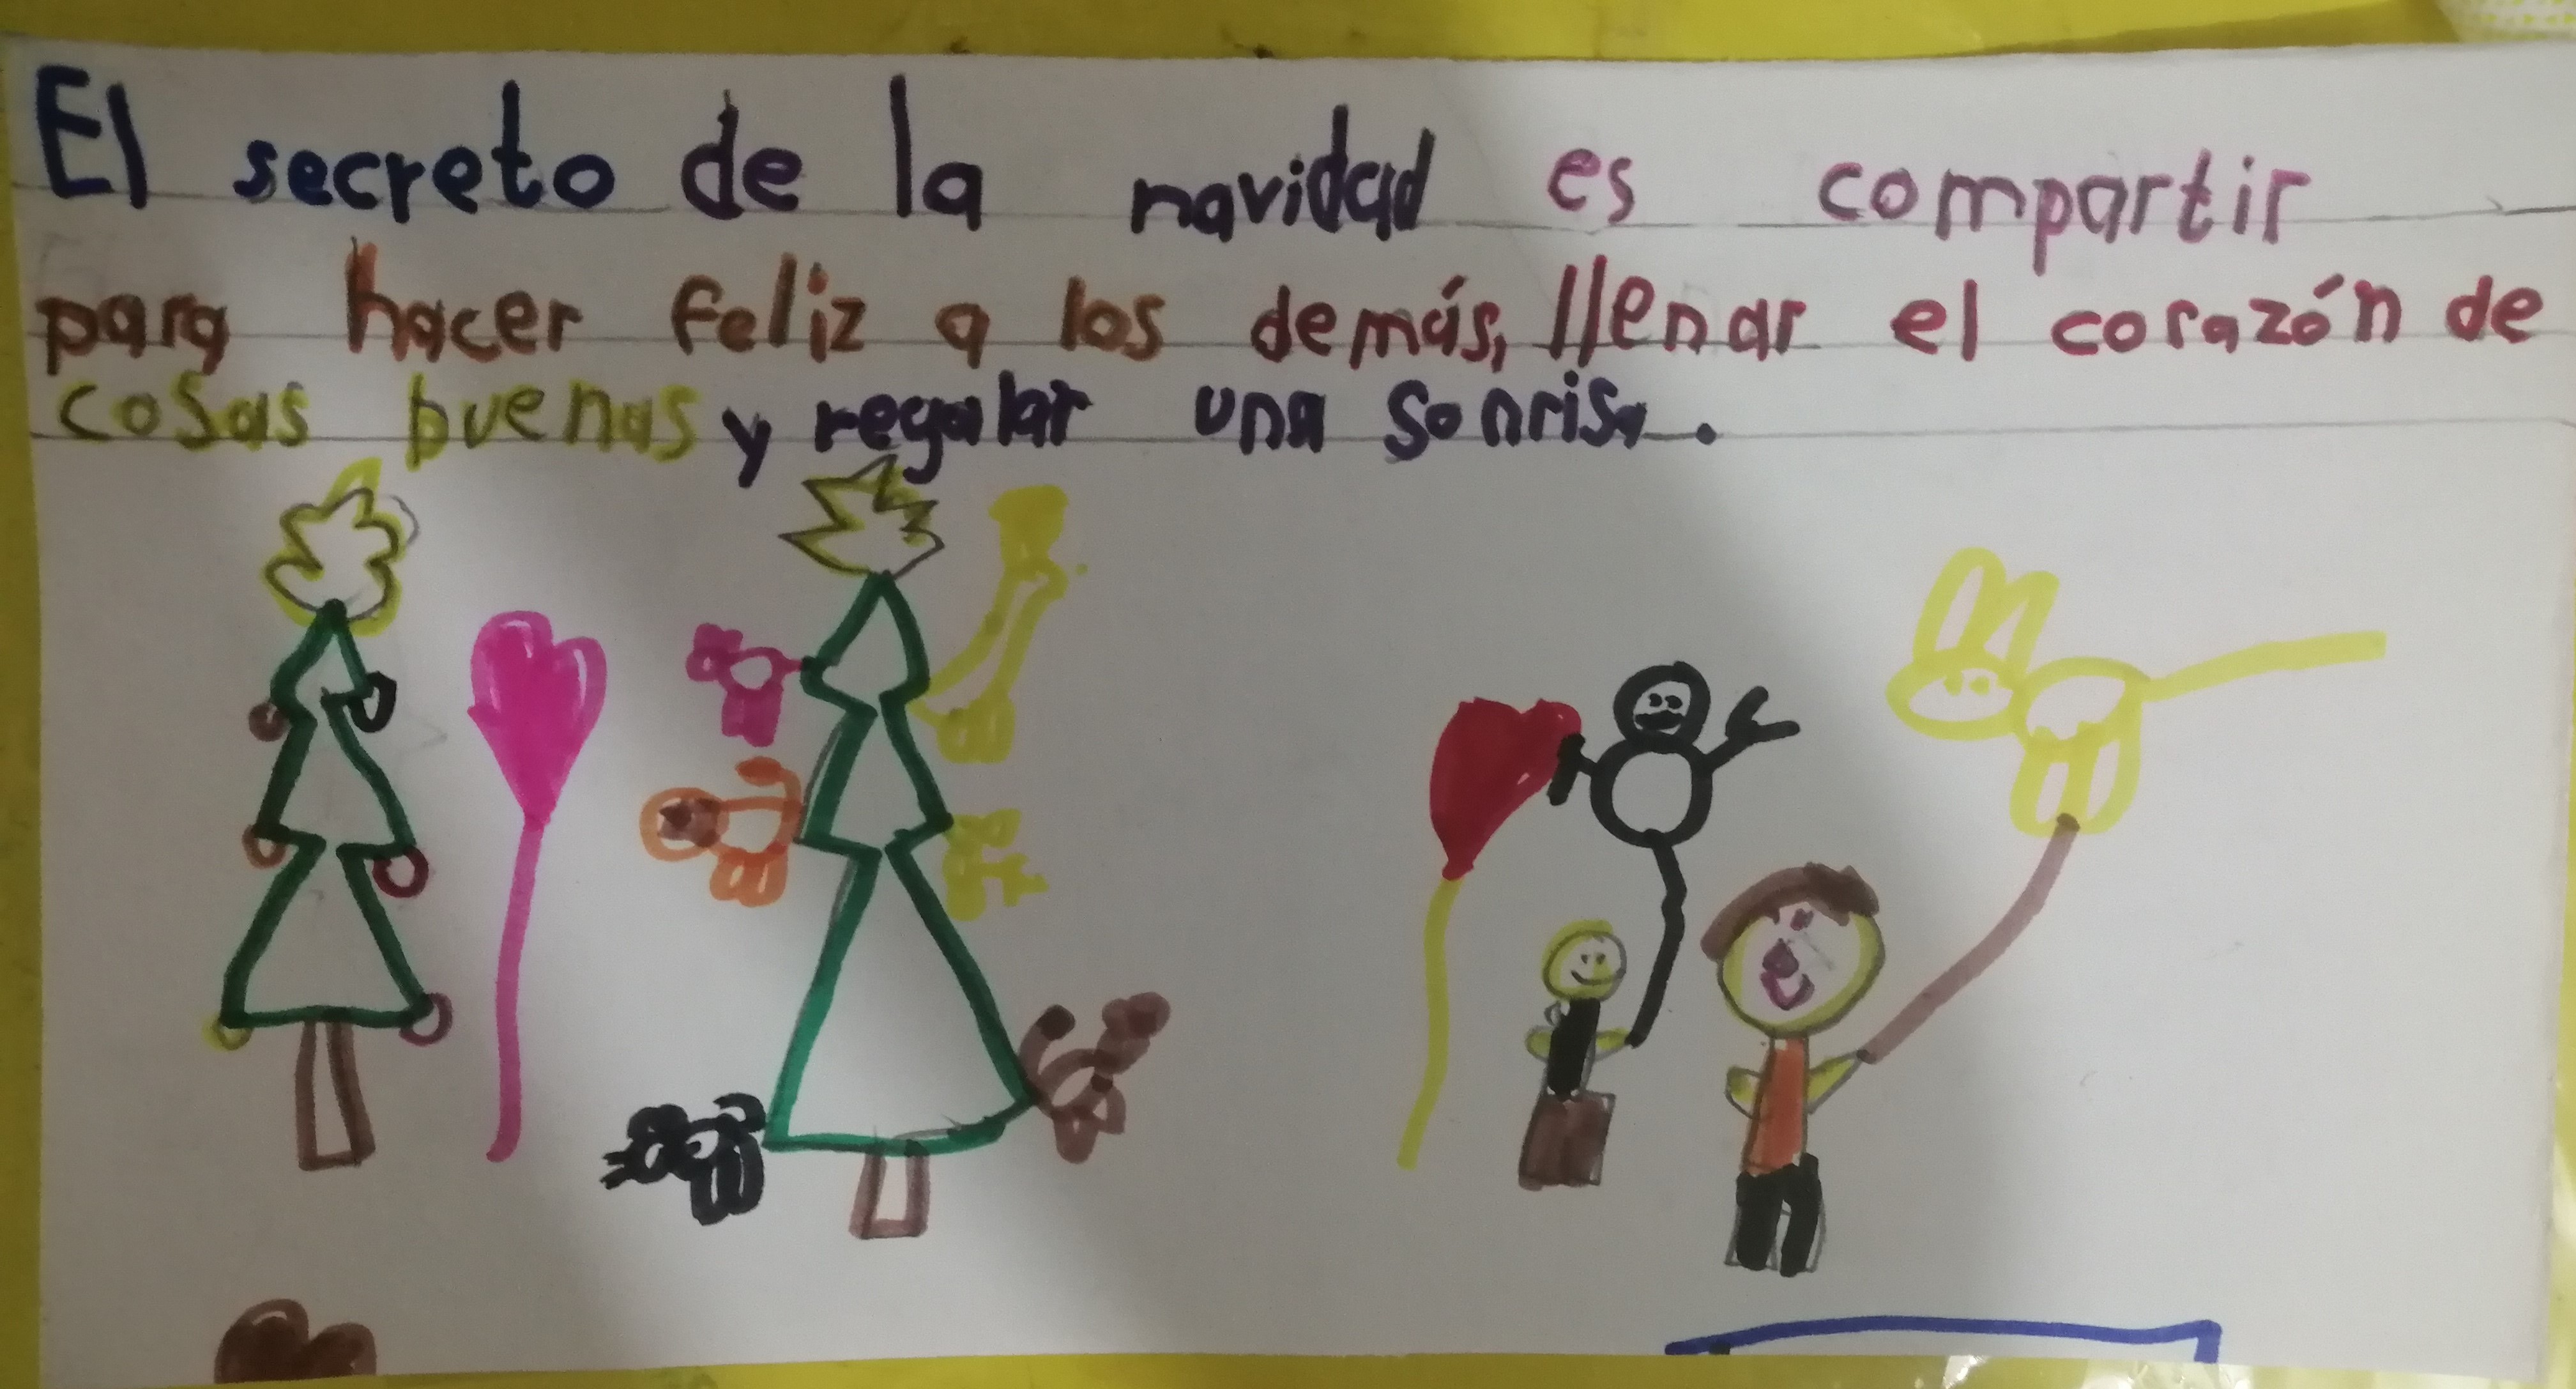 El secreto de la navidad es compartir
para hacer feliz a los demás, llenar el corazón de
cosas buenas y regalar una sonrisa.